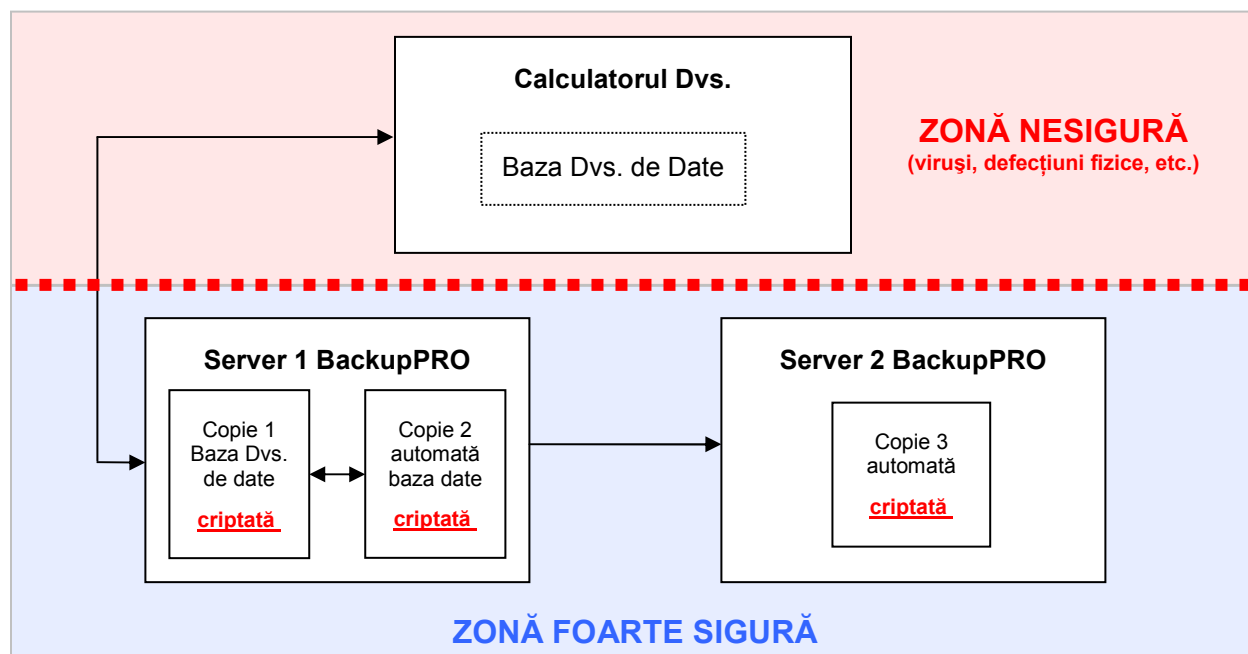 Calculatorul Dvs.
Baza Dvs. de Date
ZONĂ NESIGURĂ
(viruşi, defecțiuni fizice, etc.)
Server 1 BackupPRO
Copie 1
Baza Dvs.
de date
criptată
Copie 2
automată
baza date
criptată
Server 2 BackupPRO
Copie 3
automată
criptată
ZONĂ FOARTE SIGURĂ